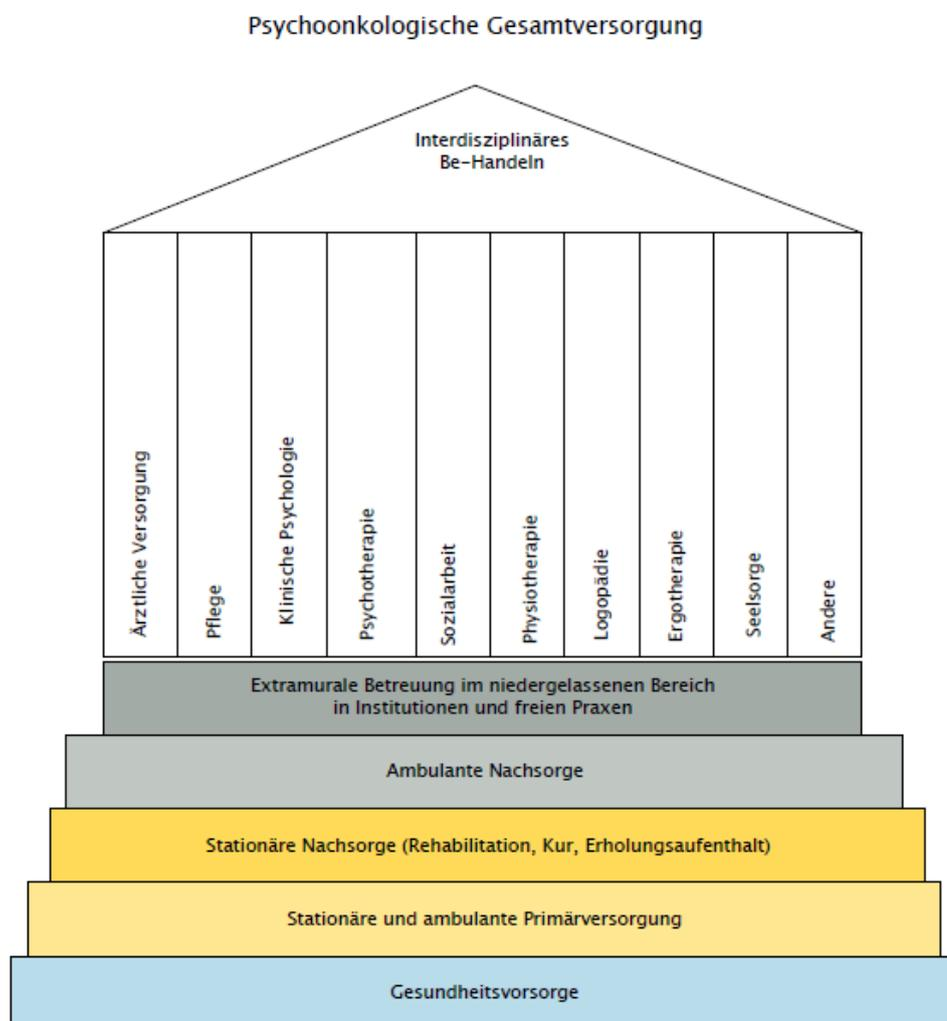 Psychoonkologische Gesamtversorgung
Interdisziplinäres
Be-Handeln
Ärztliche Versorgung
Pflege
Klinische Psychologie
Psychotherapie
Sozialarbeit
Physiotherapie
Logopädie
Ergotherapie
Seelsorge
Andere
Extramurale Betreuung im niedergelassenen Bereich
in Institutionen und freien Praxen
Ambulante Nachsorge
Stationäre Nachsorge (Rehabilitation, Kur, Erholungsaufenthalt)
Stationäre und ambulante Primärversorgung
Gesundheitsvorsorge